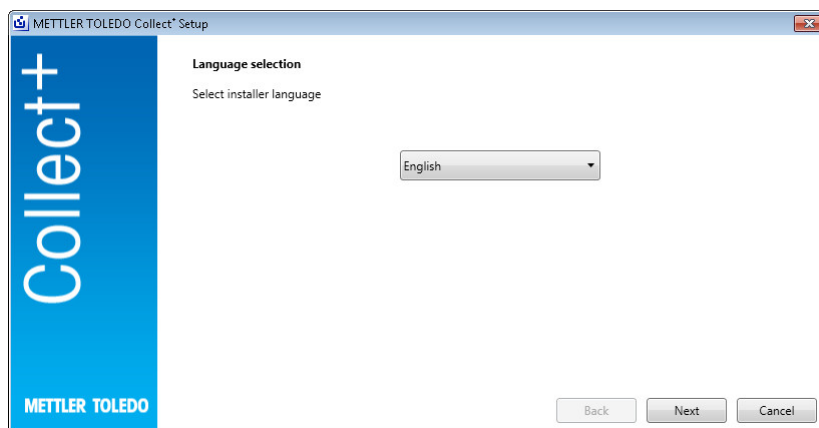 METTLER TOLEDO Collect+ Setup
Collect+
METTLER TOLEDO
Language selection
Select installer language
English
Back
Next
Cancel